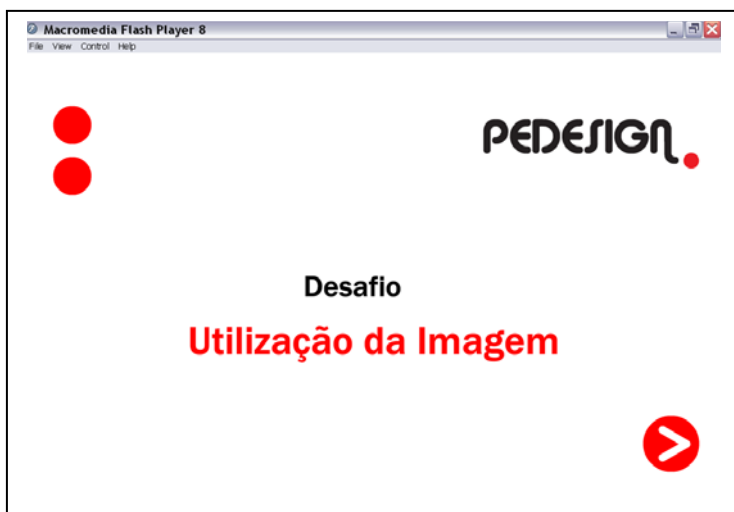 Macromedia Flash Player 8
File View Control Help
PEDESIGN.
Desafio
Utilização da Imagem